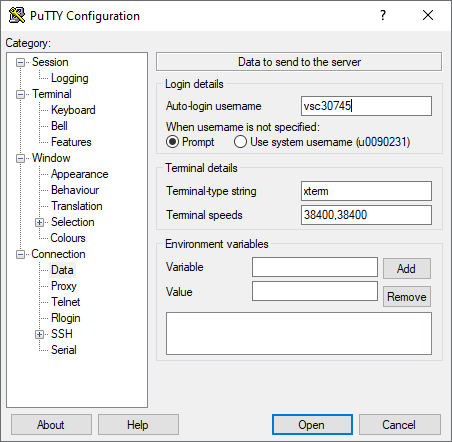 PuTTY Configuration
?
Category:
Session
Logging
Terminal
Keyboard
Bell
Features
Window
Appearance
Behaviour
Translation
Selection
Colours
Connection
Data
Proxy
Telnet
Rlogin
SSH
Serial
Data to send to the server
Login details
Auto-login username vsc30745
When username is not specified:
Prompt Use system username (u0090231)
Terminal details
Terminal-type string xterm
Terminal speeds 38400,38400
Environment variables
Variable Add
Value Remove
About Help Open Cancel